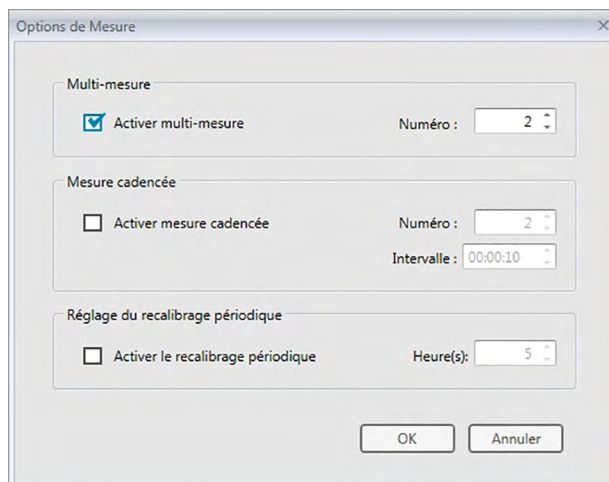 Options de Mesure
Multi-mesure
Activer multi-mesure Numéro : 2
Mesure cadencée
Activer mesure cadencée Numéro : 2
Intervalle : 00:00:10
Réglage du recalibrage périodique
Activer le recalibrage périodique Heure(s): 5
OK Annuler